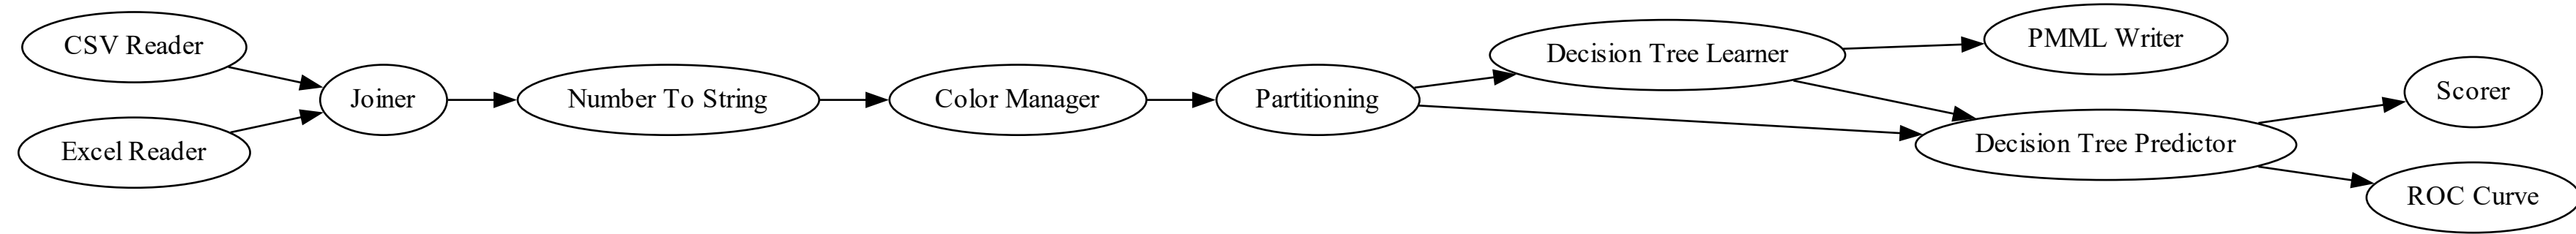 CSV Reader
Excel Reader
Joiner
Number To String
Color Manager
Partitioning
Decision Tree Learner
PMML Writer
Decision Tree Predictor
Scorer
ROC Curve